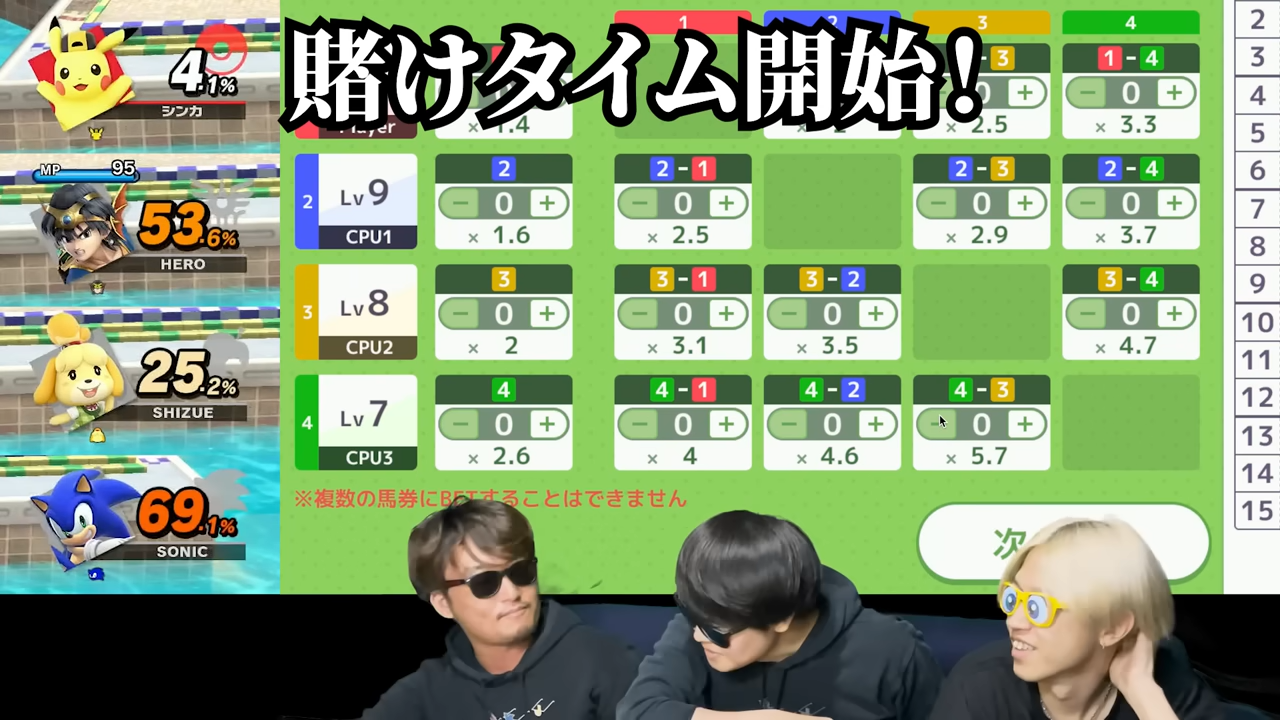 賭けタイム開始!
4.1%
シンカ
MP 95
53.6%
HERO
25.2%
SHIZUE
69.1%
SONIC
1 2 3 4
Player × 1.4 × 2 - 3 0 + × 2.5 1 - 4 − 0 + × 3.3
2 Lv 9 CPU1
2 − 0 + × 1.6
2 - 1 − 0 + × 2.5
2 - 3 − 0 + × 2.9
2 - 4 − 0 + × 3.7
3 Lv 8 CPU2
3 − 0 + × 2
3 - 1 − 0 + × 3.1
3 - 2 − 0 + × 3.5
3 - 4 − 0 + × 4.7
4 Lv 7 CPU3
4 − 0 + × 2.6
4 - 1 − 0 + × 4
4 - 2 − 0 + × 4.6
4 - 3 − 0 + × 5.7
※複数の馬券にBETすることはできません
次
2
3
4
5
6
7
8
9
10
11
12
13
14
15